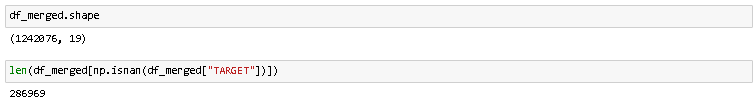 df_merged.shape
(1242076, 19)
len(df_merged[np.isnan(df_merged["TARGET"])])
286969